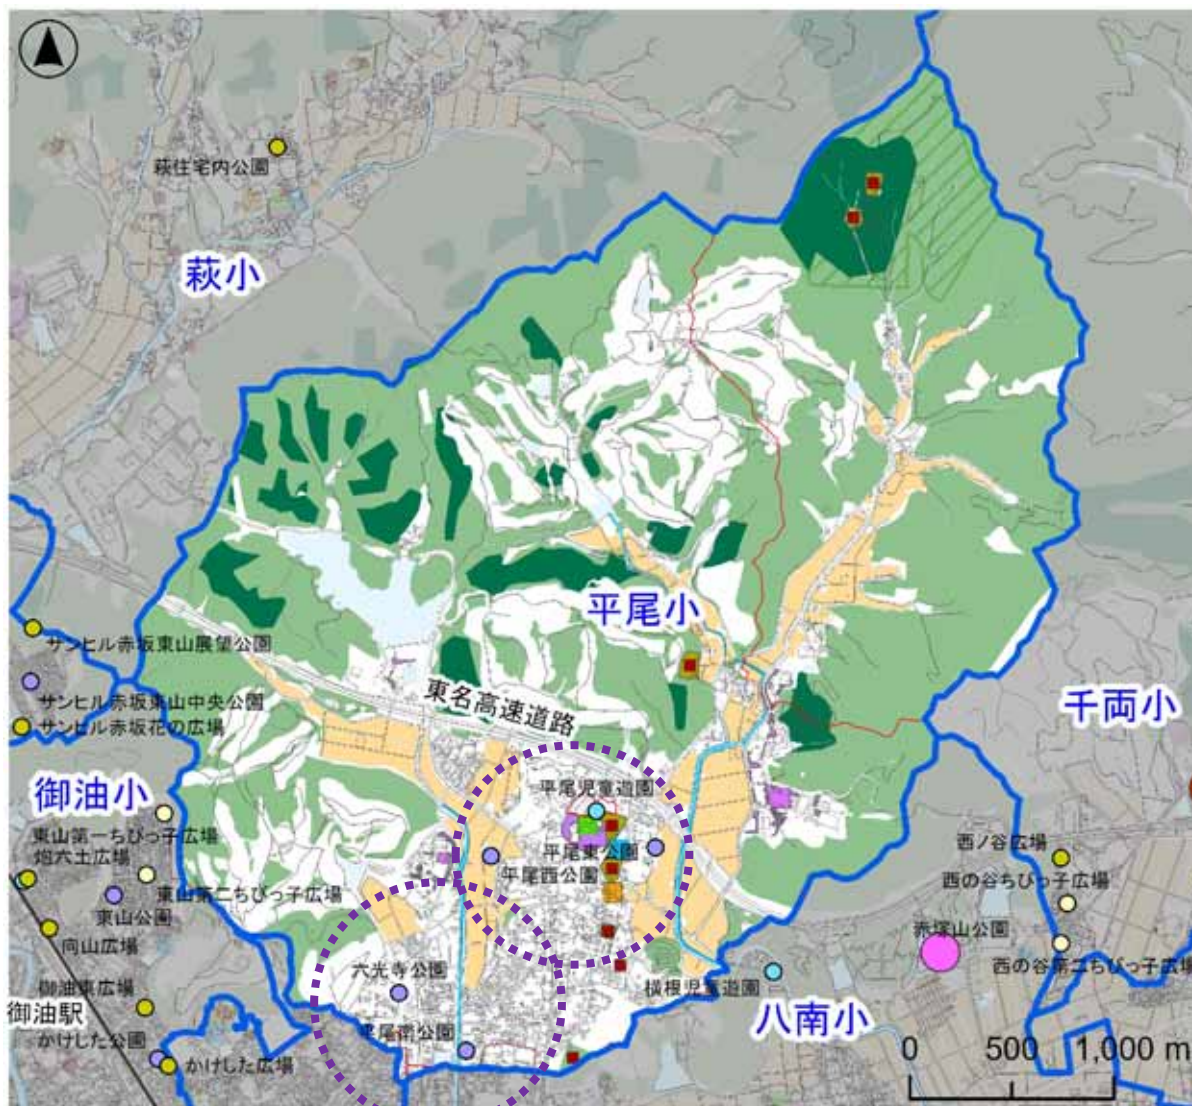 萩住宅内公園
萩小
平尾小
サンヒル赤坂東山展望公園
サンヒル赤坂東山中央公園
サンヒル赤坂花の広場
東名高速道路
千両小
御油小
平尾児童遊園
東山第一ちびっ子広場
炮六土広場
平尾東公園
西ノ谷広場
平尾西公園
西の谷ちびっ子広場
東山第二ちびっ子広場
東山公園
赤塚山公園
向山広場
六光寺公園
西の谷第二ちびっ子広場
御油東広場
横根児童遊園
御油駅
八南小
かけした公園
平尾南公園
かけした広場
0 500 1,000 m